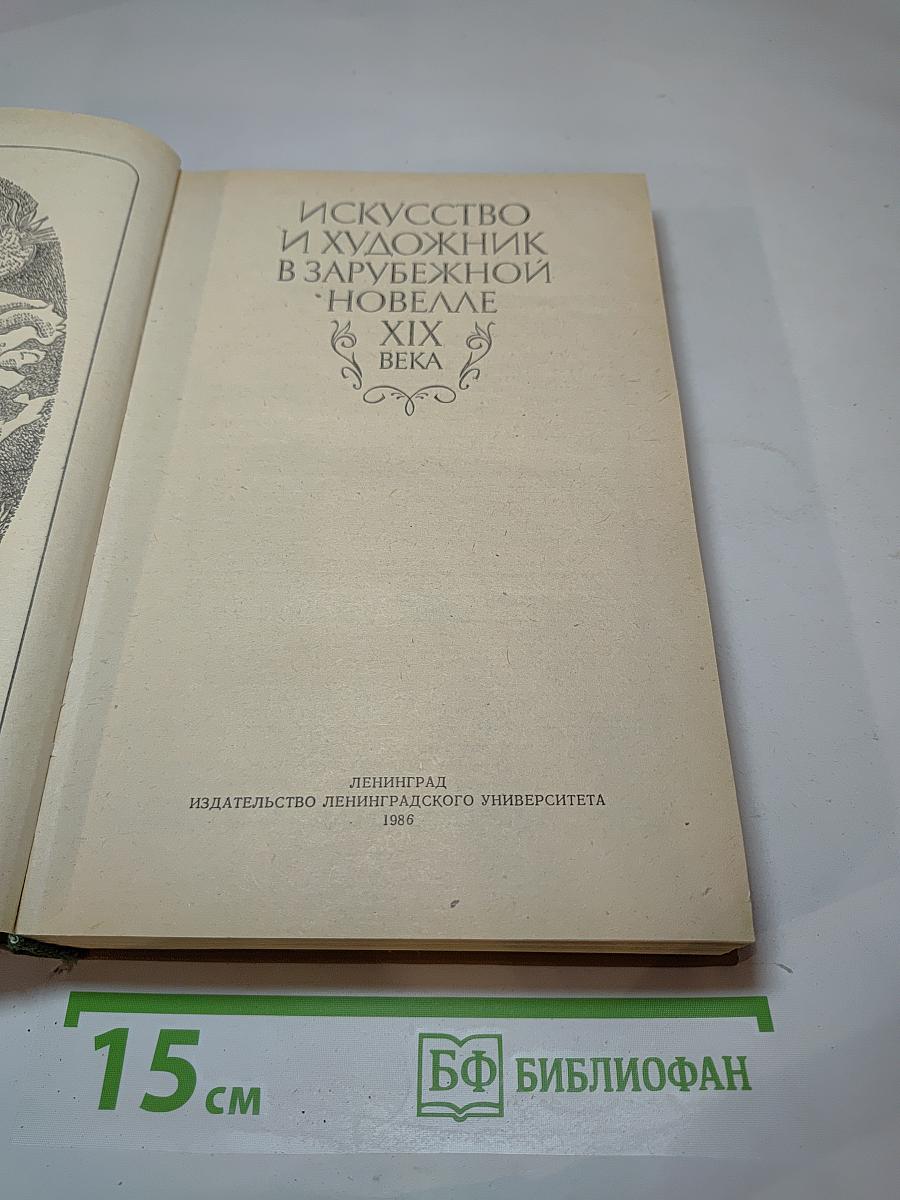 ИСКУССТВО
И ХУДОЖНИК
В ЗАРУБЕЖНОЙ
НОВЕЛЛЕ
XIX
ВЕКА
ЛЕНИНГРАД
ИЗДАТЕЛЬСТВО ЛЕНИНГРАДСКОГО УНИВЕРСИТЕТА
1986
15 см
БФ БИБЛИОФАН